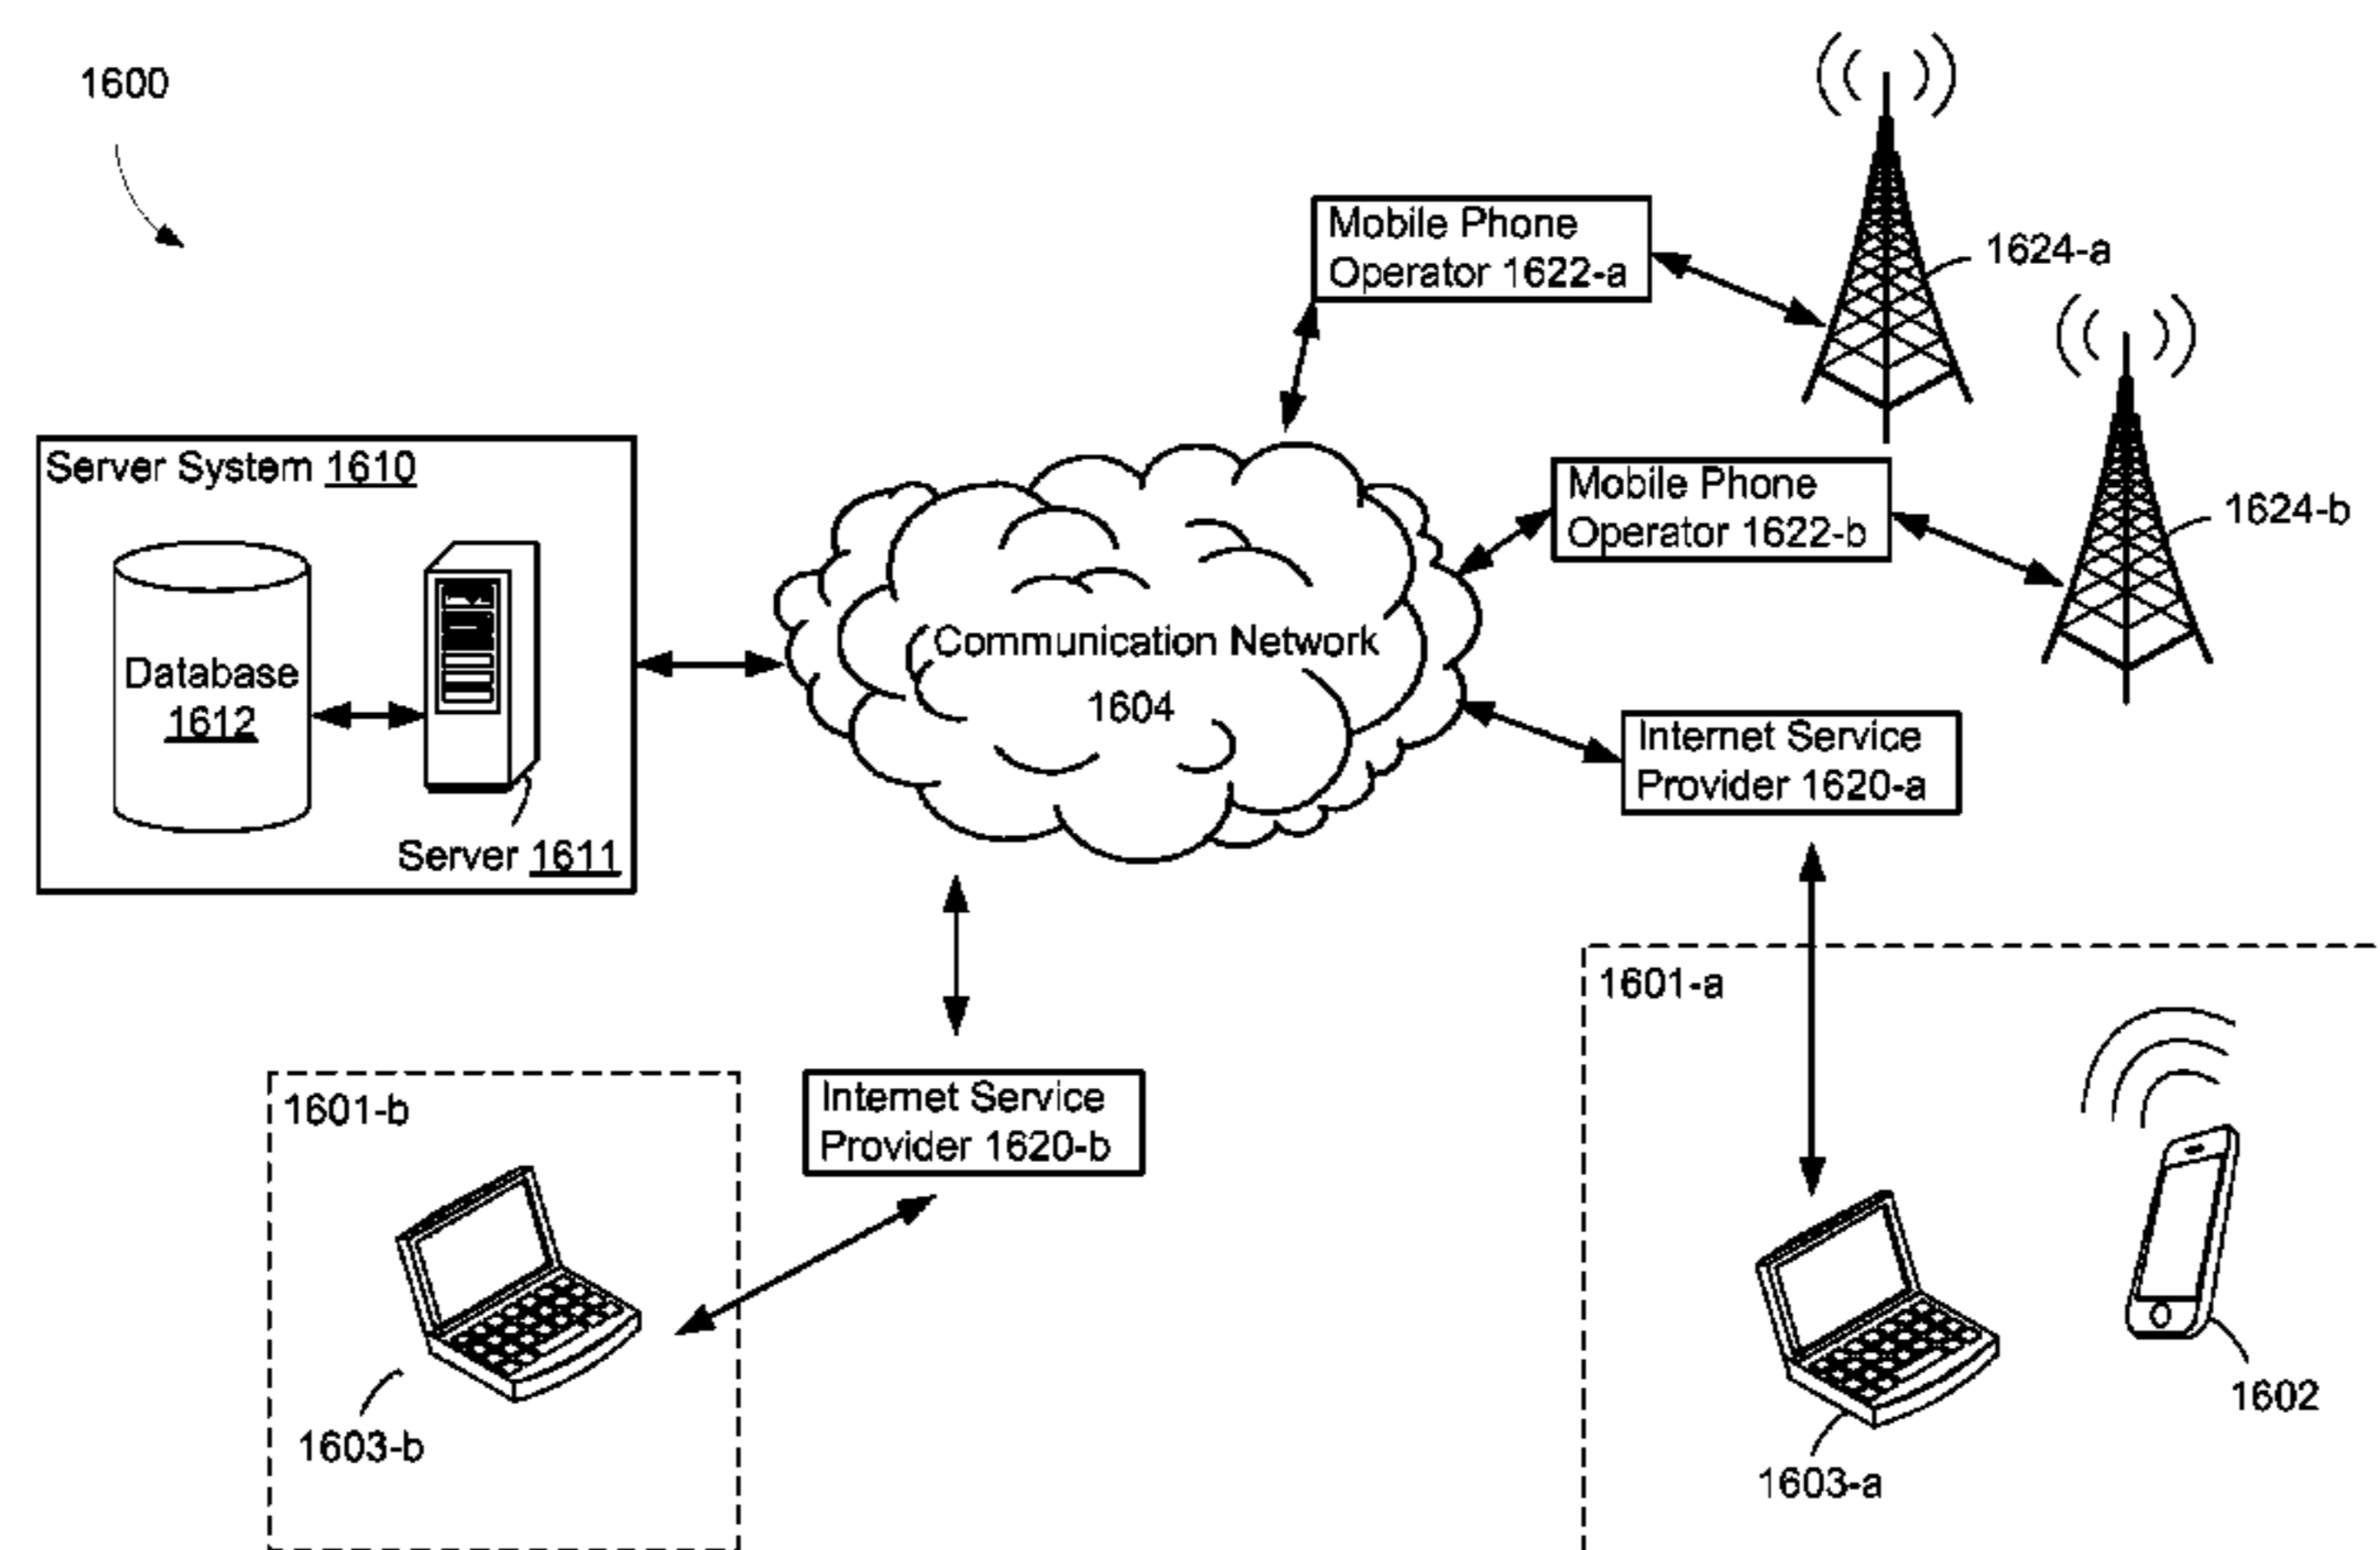 1600
Mobile Phone
Operator 1622-a
1624-a
Server System 1610
Mobile Phone
Operator 1622-b
1624-b
Database
1612
Server 1611
Communication Network
1604
Internet Service
Provider 1620-a
1601-a
1601-b
Internet Service
Provider 1620-b
1603-b
1602
1603-a